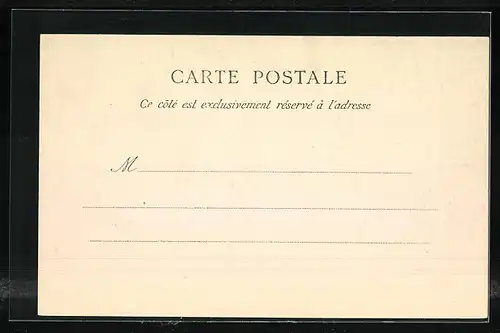 CARTE POSTALE
Ce côté est exclusivement réservé à l'adresse
M